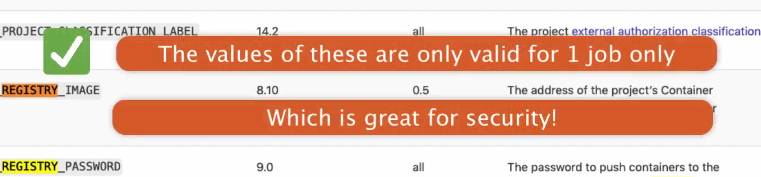 _PROJECT_CLASSIFICATION_LABEL 14.2 all The project external authorization classification
The values of these are only valid for 1 job only
_REGISTRY_IMAGE 8.10 0.5 The address of the project's Container
Which is great for security!
_REGISTRY_PASSWORD 9.0 all The password to push containers to the